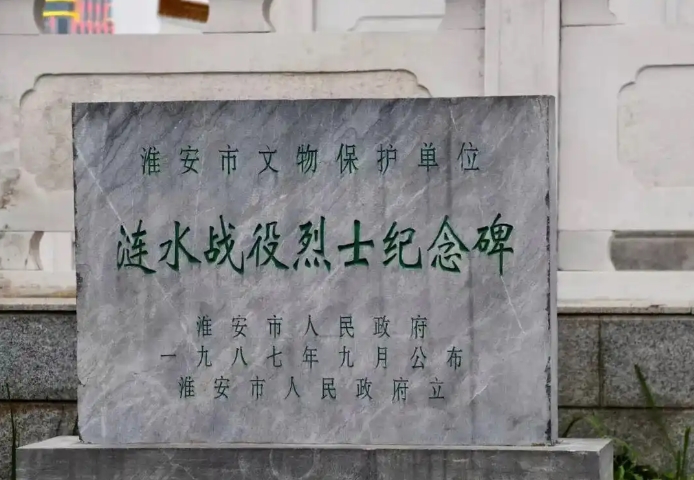 淮安市文物保护单位
涟水战役烈士纪念碑
淮安市人民政府
一九八七年九月公布
淮安市人民政府立